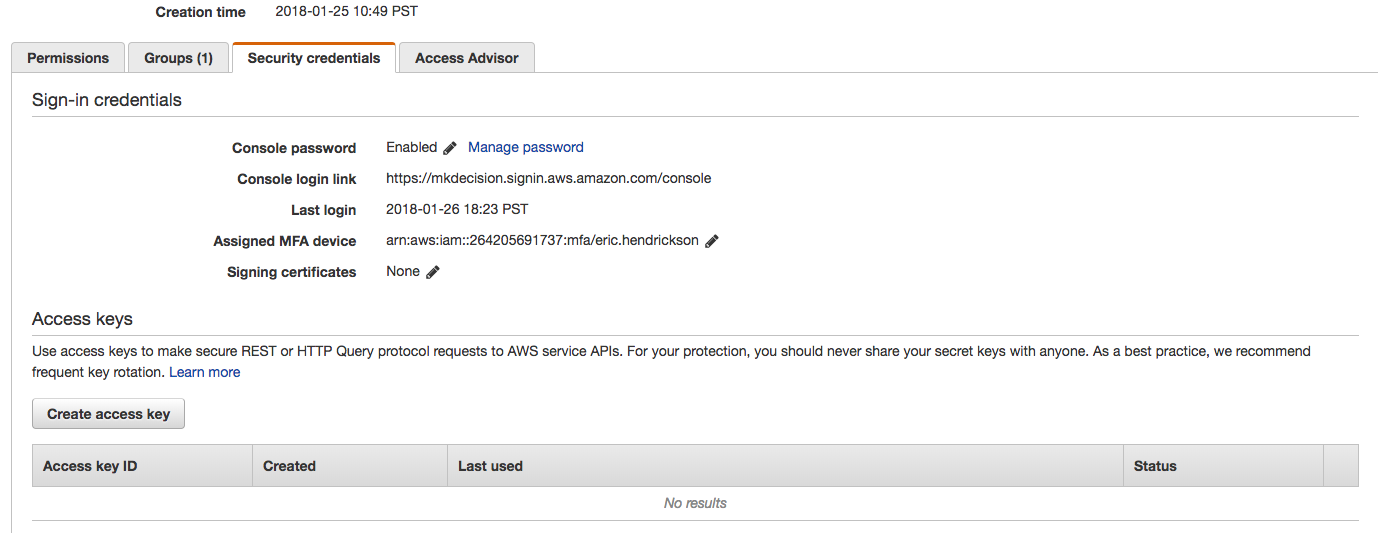 Creation time 2018-01-25 10:49 PST
Permissions Groups (1) Security credentials Access Advisor
Sign-in credentials
Console password Enabled Manage password
Console login link https://mkdecision.signin.aws.amazon.com/console
Last login 2018-01-26 18:23 PST
Assigned MFA device arn:aws:iam::264205691737:mfa/eric.hendrickson
Signing certificates None
Access keys
Use access keys to make secure REST or HTTP Query protocol requests to AWS service APIs. For your protection, you should never share your secret keys with anyone. As a best practice, we recommend
frequent key rotation. Learn more
Create access key
Access key ID Created Last used Status
No results